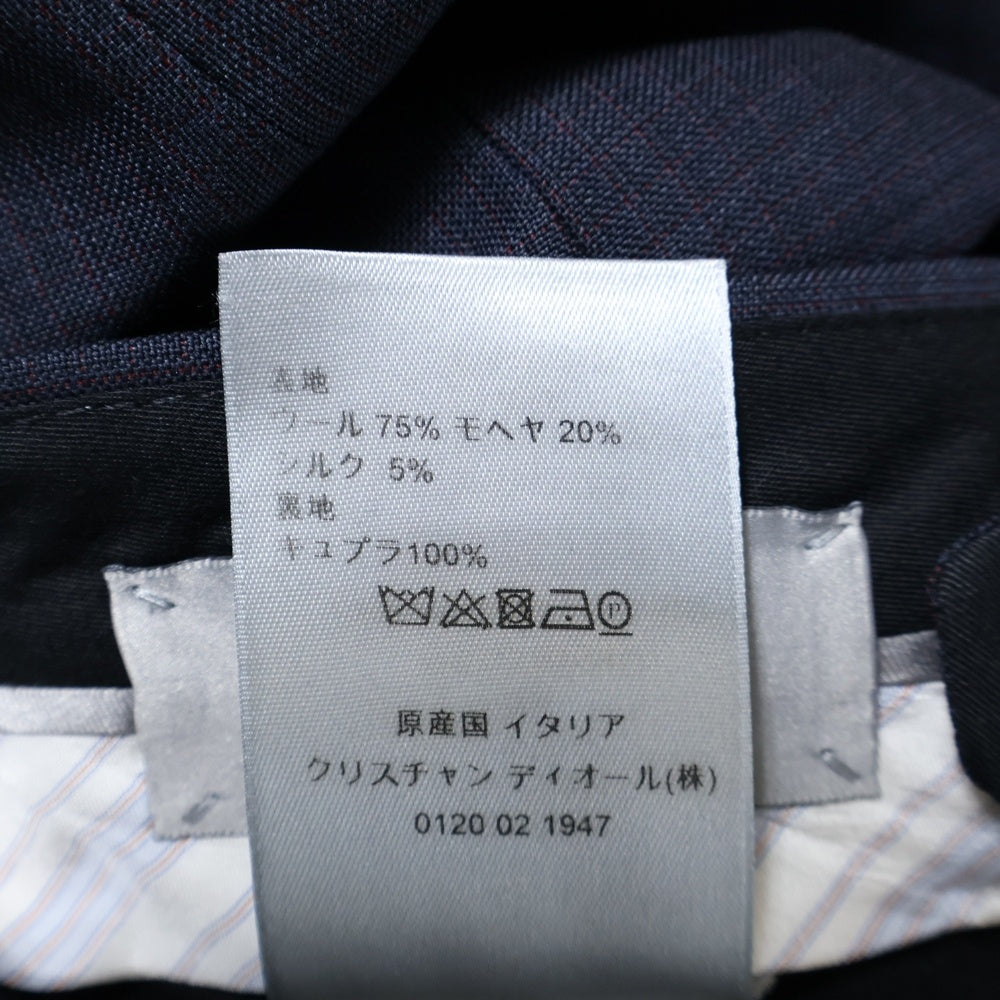 表地
ウール 75% モヘヤ 20%
シルク 5%
裏地
キュプラ100%
P
原産国 イタリア
クリスチャン ディオール(株)
0120 02 1947